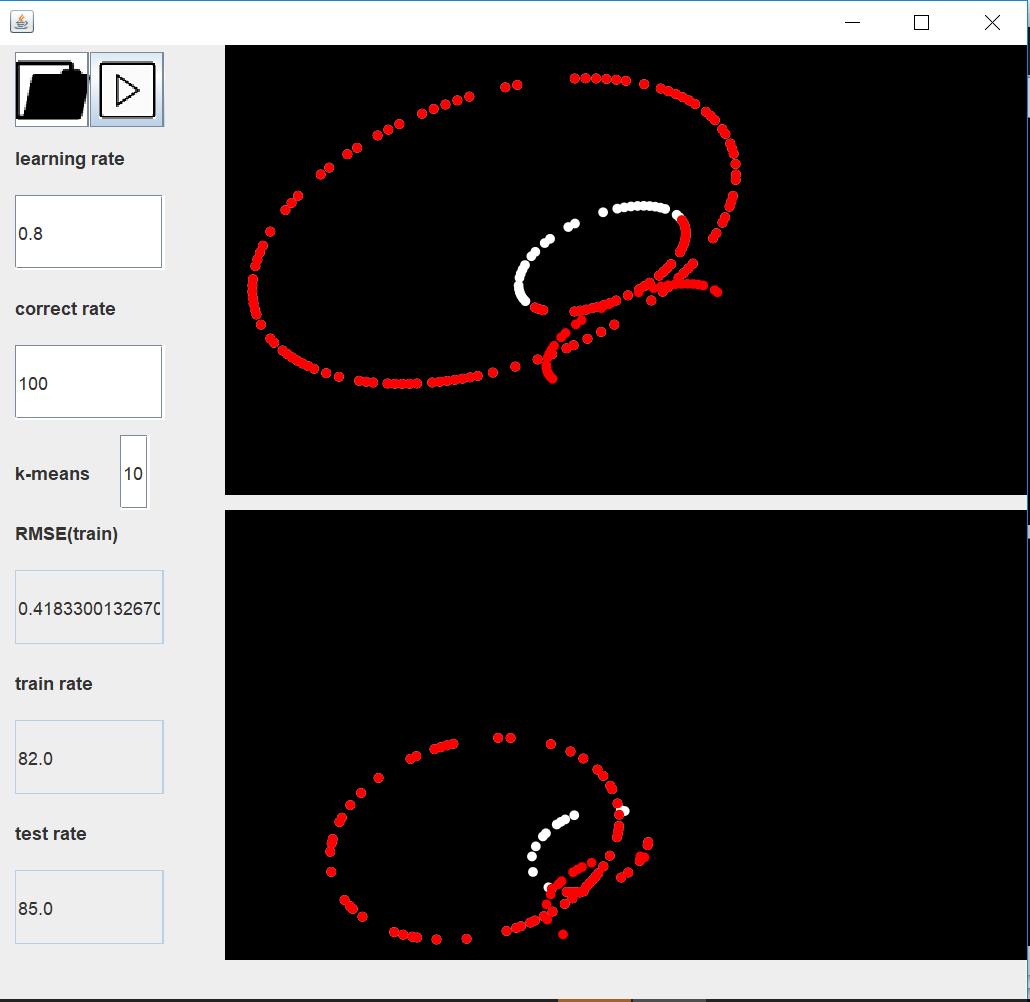 learning rate
0.8
correct rate
100
k-means 10
RMSE(train)
0.4183300132670
train rate
82.0
test rate
85.0